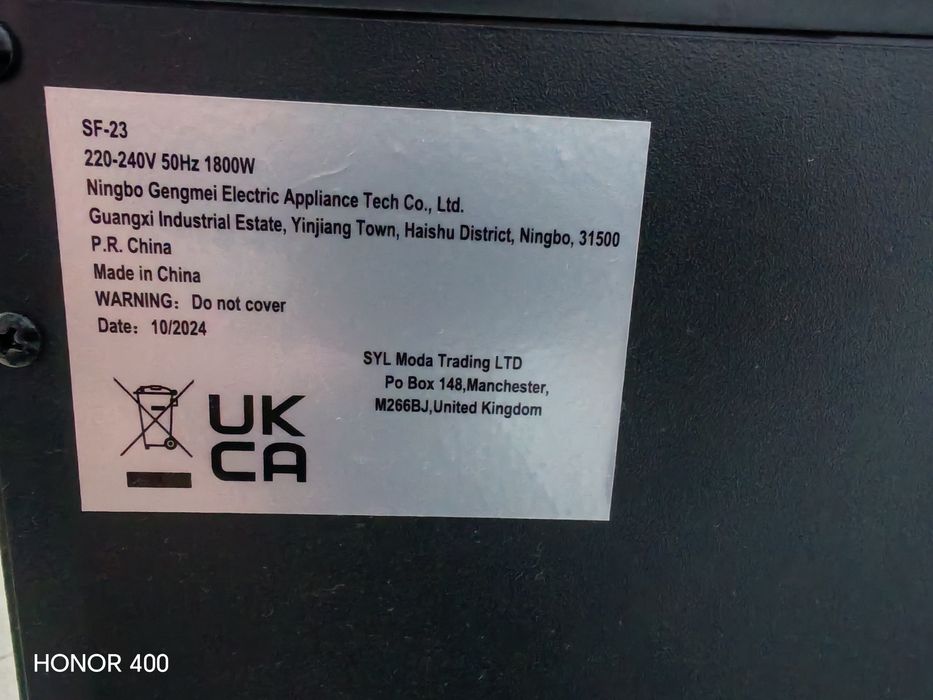 SF-23
220-240V 50Hz 1800W
Ningbo Gengmei Electric Appliance Tech Co., Ltd.
Guangxi Industrial Estate, Yinjiang Town, Haishu District, Ningbo, 31500
P.R. China
Made in China
WARNING: Do not cover
Date: 10/2024
SYL Moda Trading LTD
Po Box 148,Manchester,
M266BJ,United Kingdom
UK
CA
HONOR 400